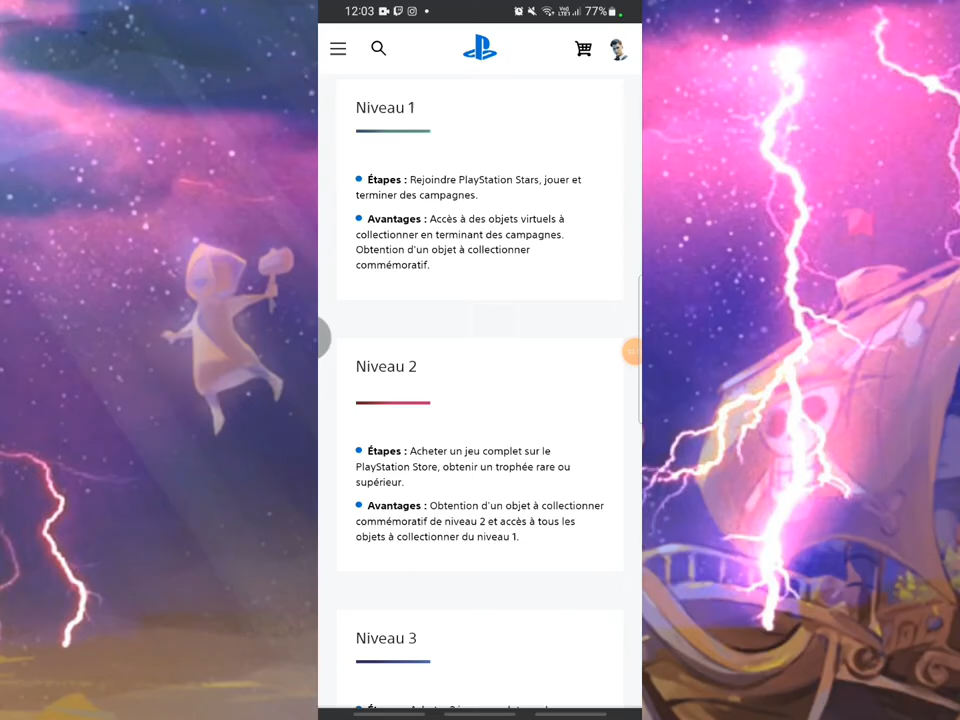 12:03 77%
Niveau 1
Étapes : Rejoindre PlayStation Stars, jouer et
terminer des campagnes.
Avantages : Accès à des objets virtuels à
collectionner en terminant des campagnes.
Obtention d'un objet à collectionner
commémoratif.
Niveau 2
Étapes : Acheter un jeu complet sur le
PlayStation Store, obtenir un trophée rare ou
supérieur.
Avantages : Obtention d'un objet à collectionner
commémoratif de niveau 2 et accès à tous les
objets à collectionner du niveau 1.
Niveau 3